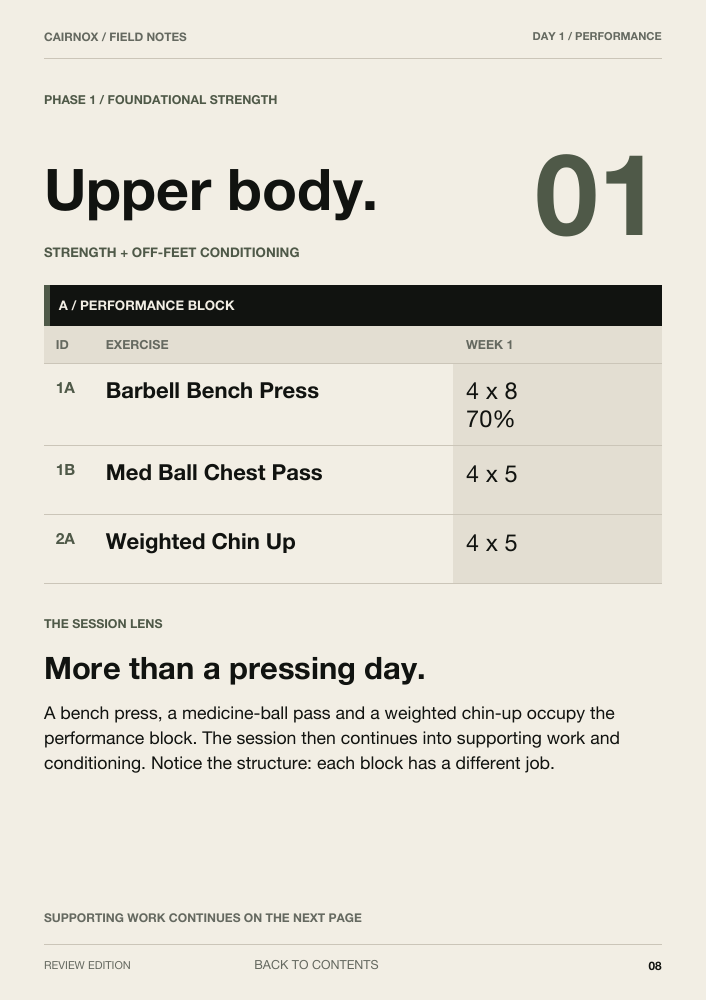 CAIRNOX / FIELD NOTES
DAY 1 / PERFORMANCE
PHASE 1 / FOUNDATIONAL STRENGTH
Upper body.
01
STRENGTH + OFF-FEET CONDITIONING
A / PERFORMANCE BLOCK
ID EXERCISE WEEK 1
1A Barbell Bench Press 4 x 8
70%
1B Med Ball Chest Pass 4 x 5
2A Weighted Chin Up 4 x 5
THE SESSION LENS
More than a pressing day.
A bench press, a medicine-ball pass and a weighted chin-up occupy the
performance block. The session then continues into supporting work and
conditioning. Notice the structure: each block has a different job.
SUPPORTING WORK CONTINUES ON THE NEXT PAGE
REVIEW EDITION BACK TO CONTENTS 08